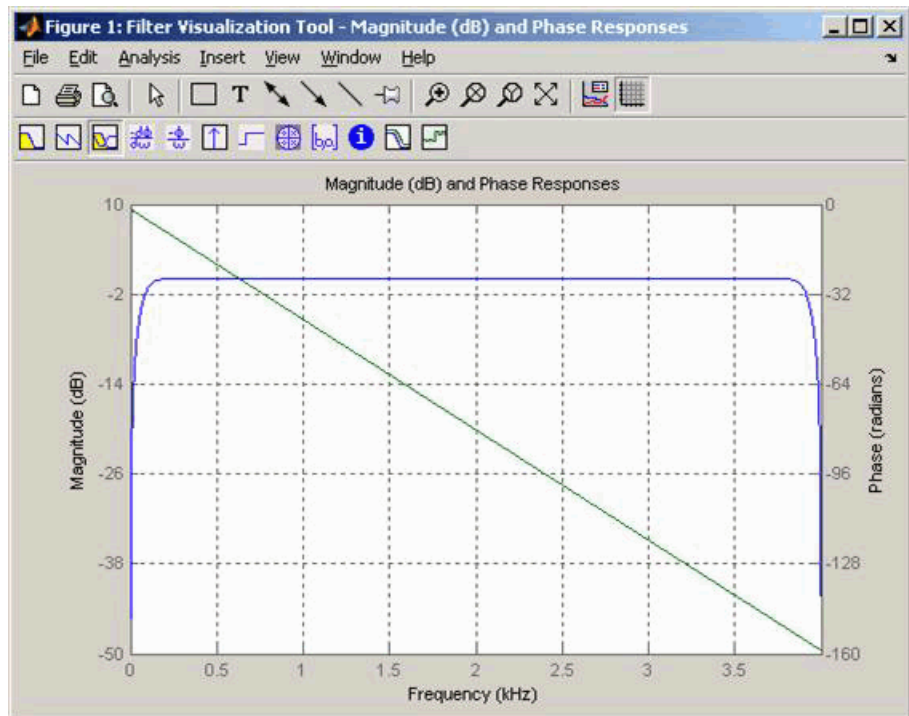 Figure 1: Filter Visualization Tool - Magnitude (dB) and Phase Responses
File Edit Analysis Insert View Window Help
T
[b,a] i
Magnitude (dB) and Phase Responses
10
-2
-14
-26
-38
-50
Magnitude (dB)
0
-32
-64
-96
-128
-160
Phase (radians)
0 0.5 1 1.5 2 2.5 3 3.5
Frequency (kHz)